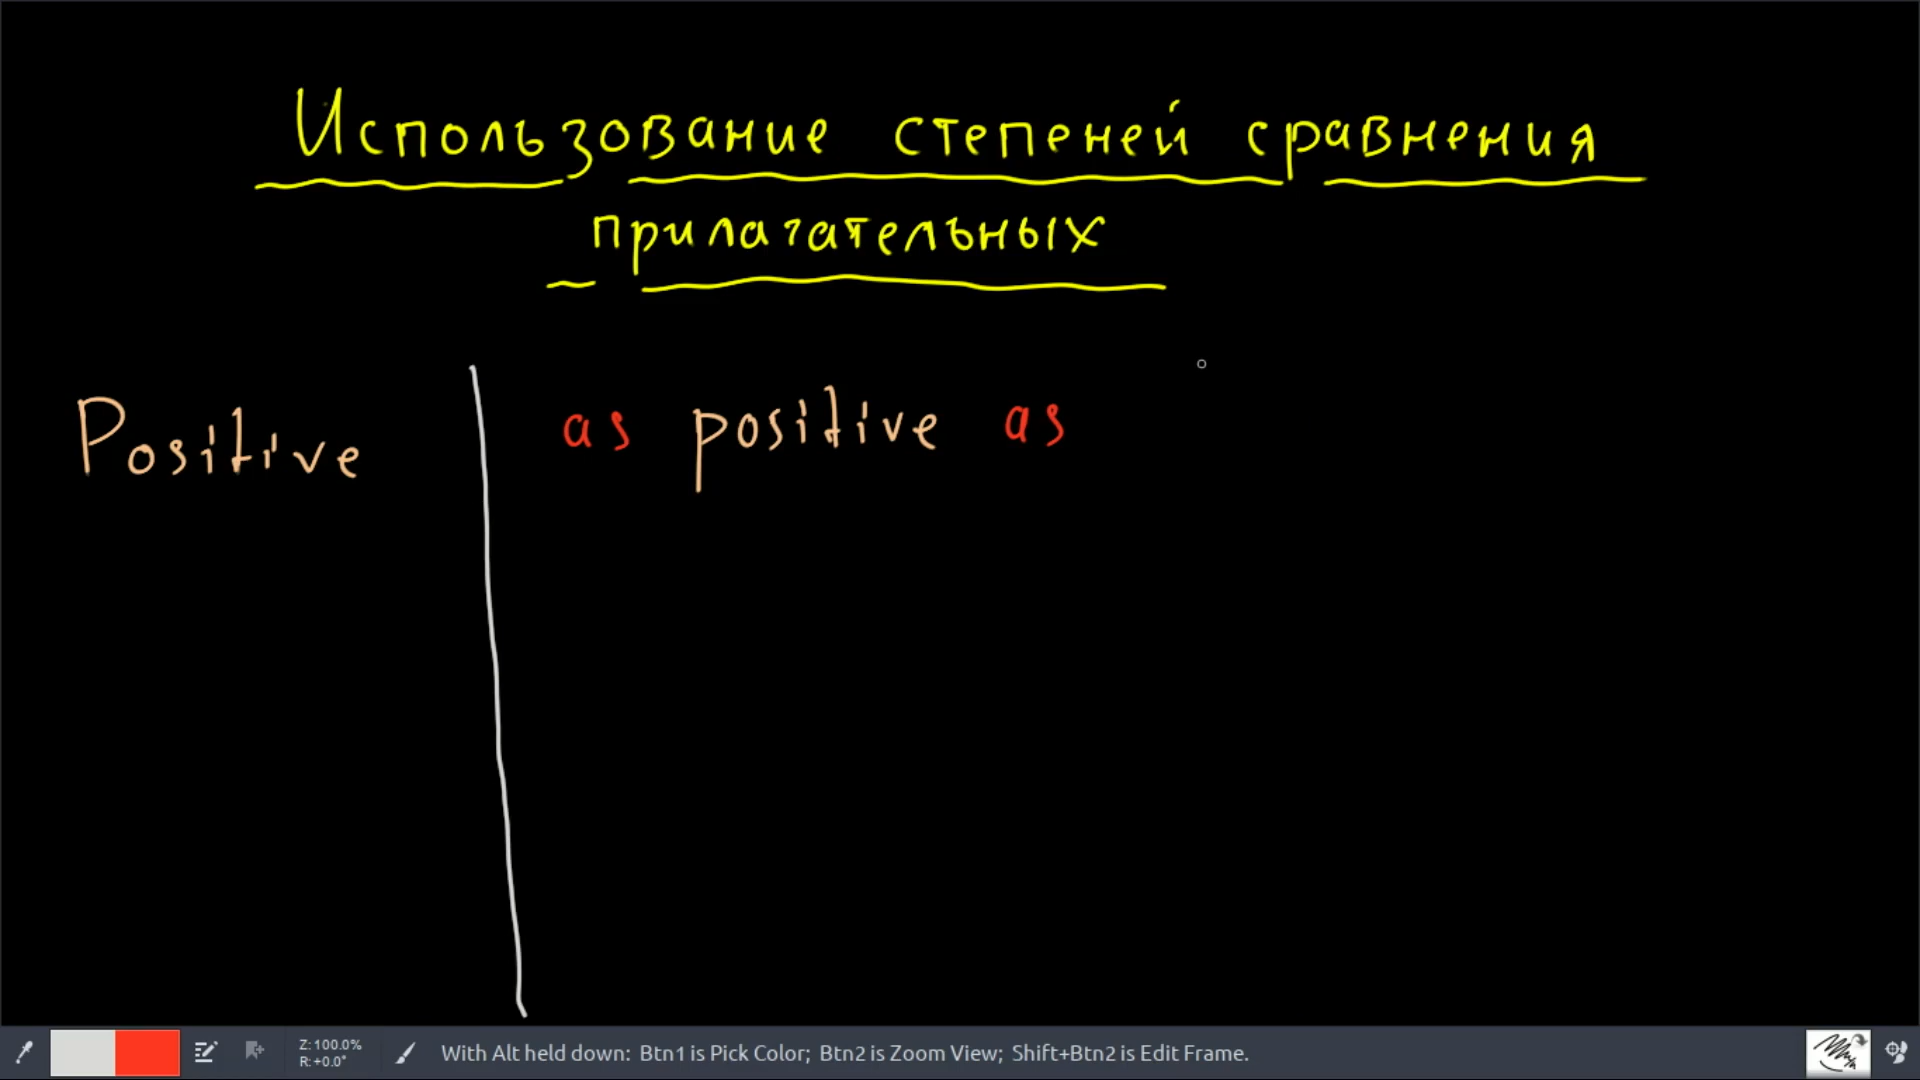 Использование степеней сравнения
прилагательных
Positive
as positive as
Z: 100.0%
R: +0.0°
With Alt held down: Btn1 is Pick Color; Btn2 is Zoom View; Shift+Btn2 is Edit Frame.